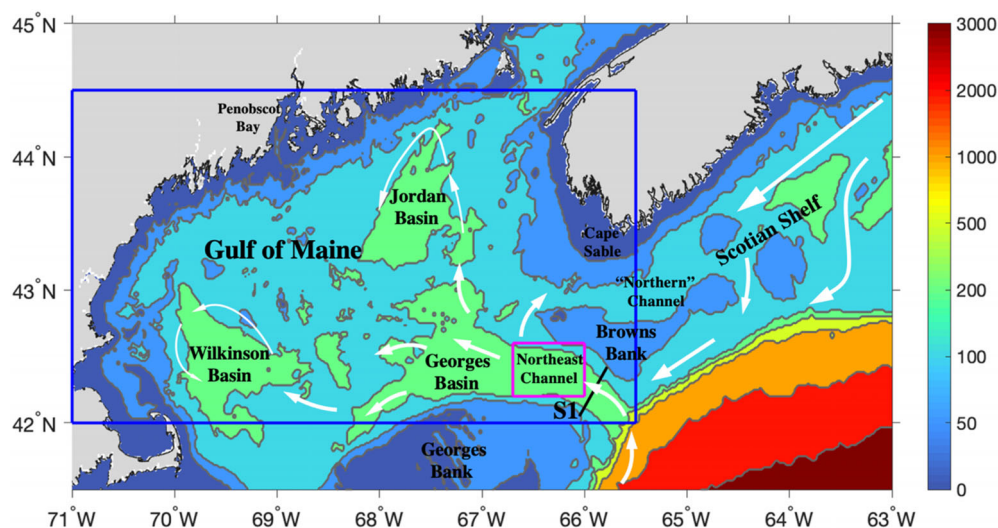 45°N
3000
Penobscot
Bay
2000
44°N
1000
Jordan
Basin
Scotian Shelf
500
Cape
Sable
Gulf of Maine
43°N
“Northern”
Channel
200
Browns
Bank
Wilkinson
Basin
Georges
Basin
Northeast
Channel
100
S1
42°N
50
Georges
Bank
0
71°W 70°W 69°W 68°W 67°W 66°W 65°W 64°W 63°W